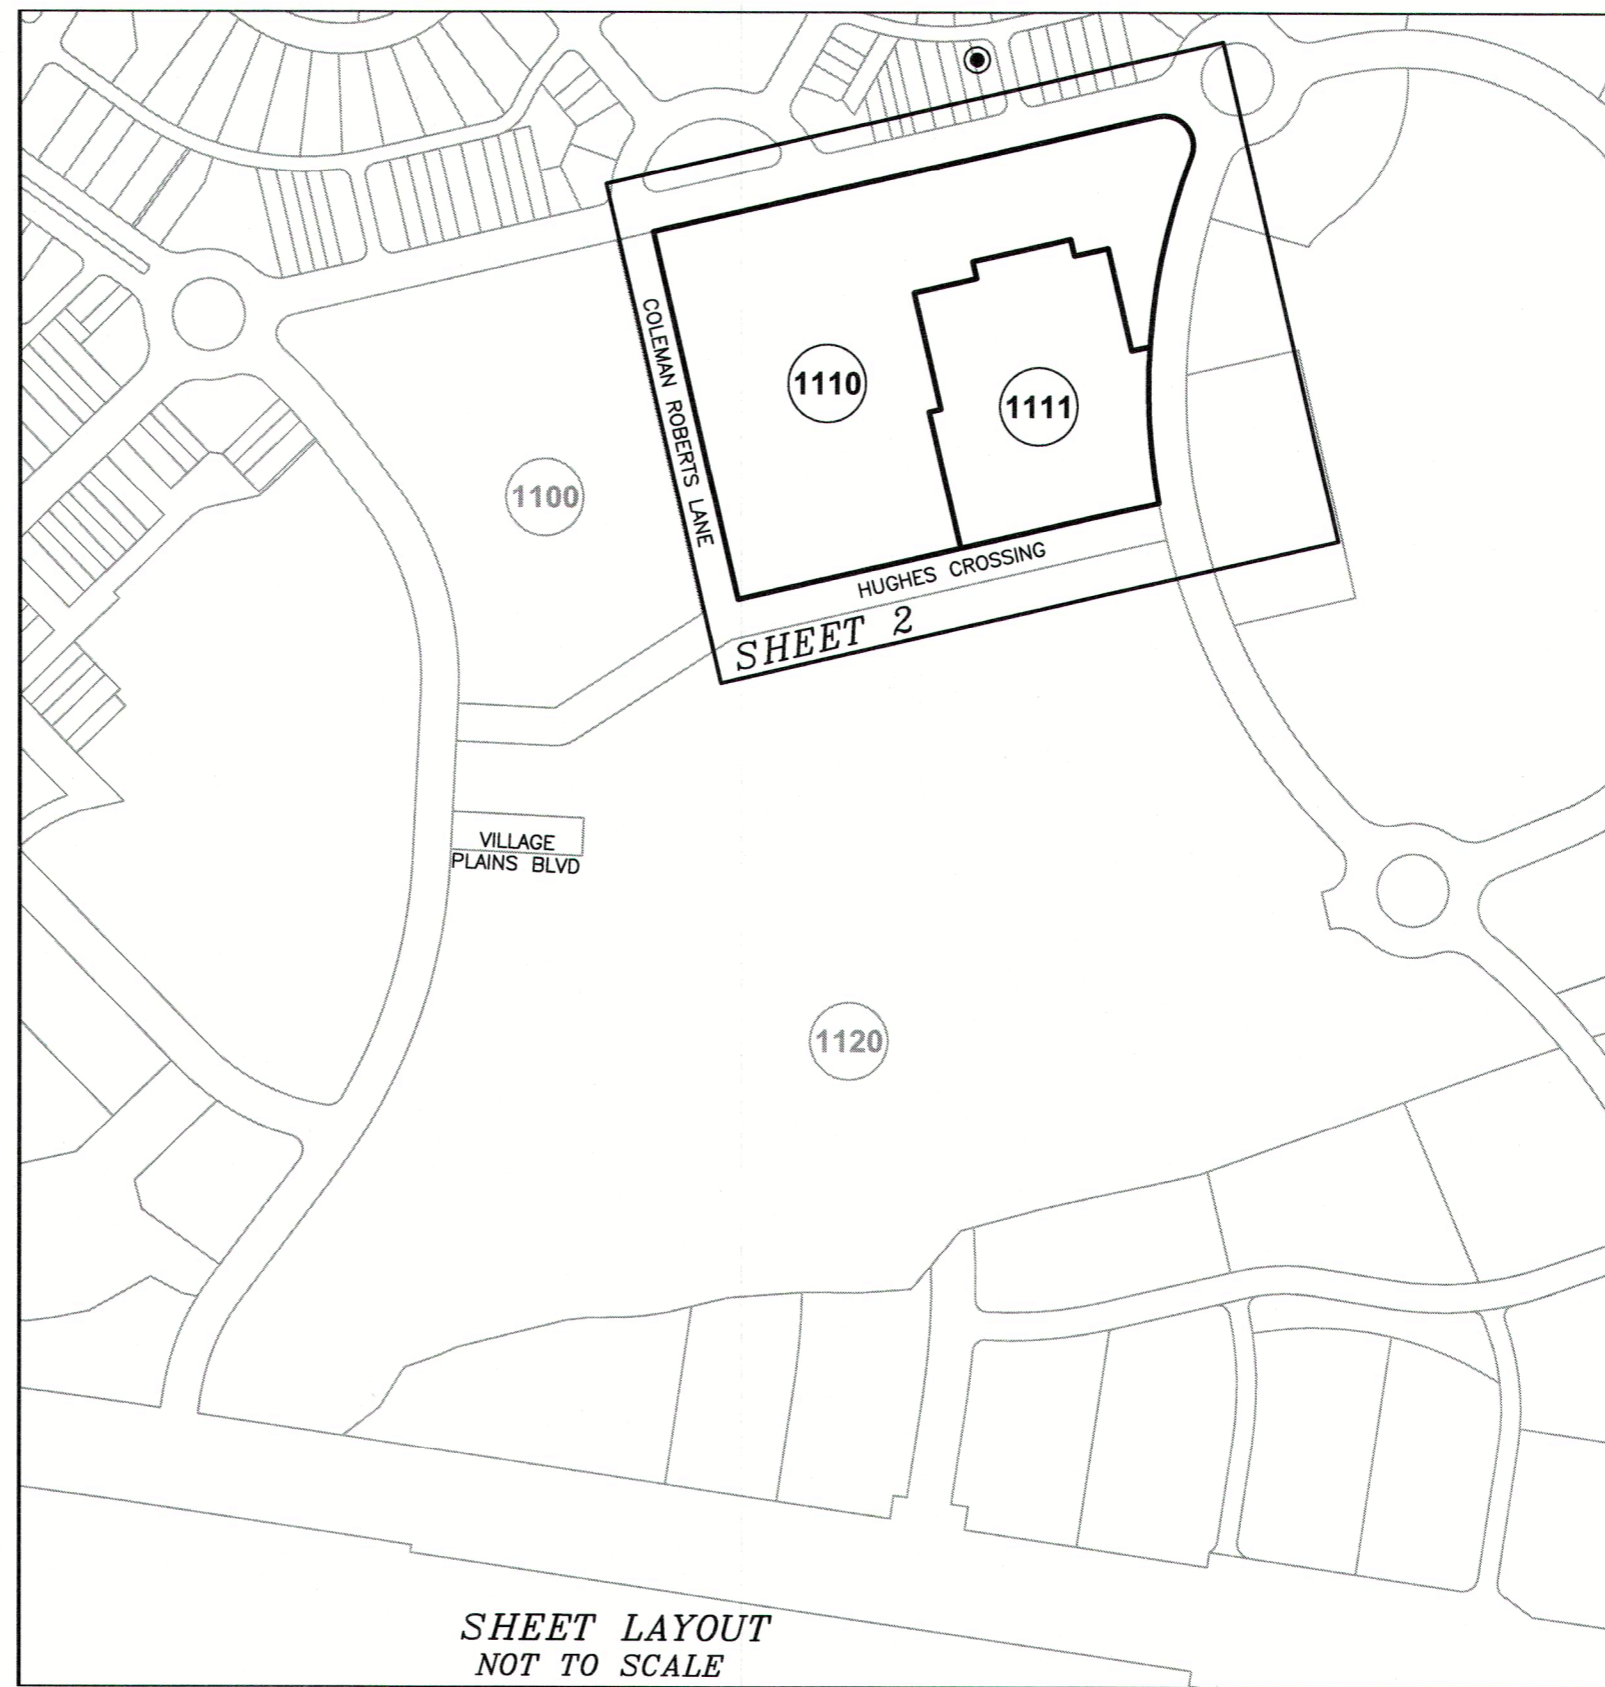 COLEMAN ROBERTS LANE
1110
1111
1100
HUGHES CROSSING
SHEET 2
VILLAGE
PLAINS BLVD
1120
SHEET LAYOUT
NOT TO SCALE